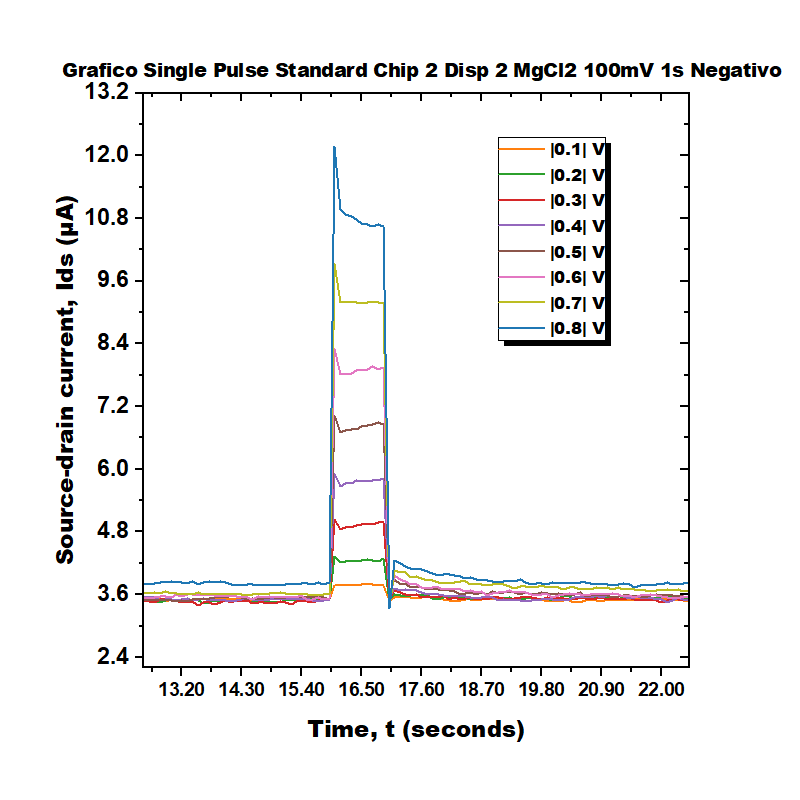 Grafico Single Pulse Standard Chip 2 Disp 2 MgCl2 100mV 1s Negativo
13.2
12.0
10.8
9.6
8.4
7.2
6.0
4.8
3.6
2.4
Source-drain current, Ids (µA)
|0.1| V
|0.2| V
|0.3| V
|0.4| V
|0.5| V
|0.6| V
|0.7| V
|0.8| V
13.20 14.30 15.40 16.50 17.60 18.70 19.80 20.90 22.00
Time, t (seconds)